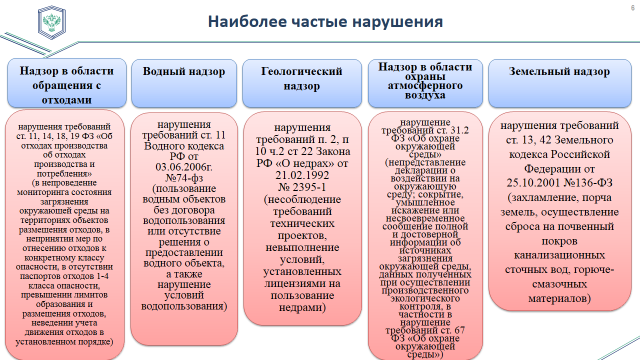 6
Наиболее частые нарушения
Надзор в области
обращения с
отходами
нарушения требований
ст. 11, 14, 18, 19 ФЗ «Об
отходах производства
об отходах
производства и
потребления»
(в непроведение
мониторинга состояния
загрязнения
окружающей среды на
территориях объектов
размещения отходов, в
непринятии мер по
отнесению отходов к
конкретному классу
опасности, в отсутствии
паспортов отходов 1-4
класса опасности,
превышении лимитов
образования и
размещения отходов,
неведении учета
движения отходов в
установленном порядке)
Водный надзор
нарушения
требований ст. 11
Водного кодекса
РФ от
03.06.2006г.
№74-фз
(пользование
водным объектом
без договора
водопользования
или отсутствие
решения о
предоставлении
водного объекта,
а также
нарушение
условий
водопользования)
Геологический
надзор
нарушения
требований п. 2, п
10 ч.2 ст 22 Закона
РФ «О недрах» от
21.02.1992
№ 2395-1
(несоблюдение
требований
технических
проектов,
невыполнение
условий,
установленных
лицензиями на
пользование
недрами)
Надзор в области
охраны
атмосферного
воздуха
нарушение
требований ст. 31.2
ФЗ «Об охране
окружающей
среды»
(непредставление
декларации о
воздействии на
окружающую
среду; сокрытие,
умышленное
искажение или
несвоевременное
сообщение полной
и достоверной
информации об
источниках
загрязнения
окружающей среды,
данных полученных
при осуществлении
производственного
экологического
контроля, в
частности в
нарушение
требований ст. 67
ФЗ «Об охране
окружающей
среды»)
Земельный надзор
нарушения требований
ст. 13, 42 Земельного
кодекса Российской
Федерации от
25.10.2001 №136-ФЗ
(захламление, порча
земель, осуществление
сброса на почвенный
покров
канализационных
сточных вод, горюче-
смазочных
материалов)